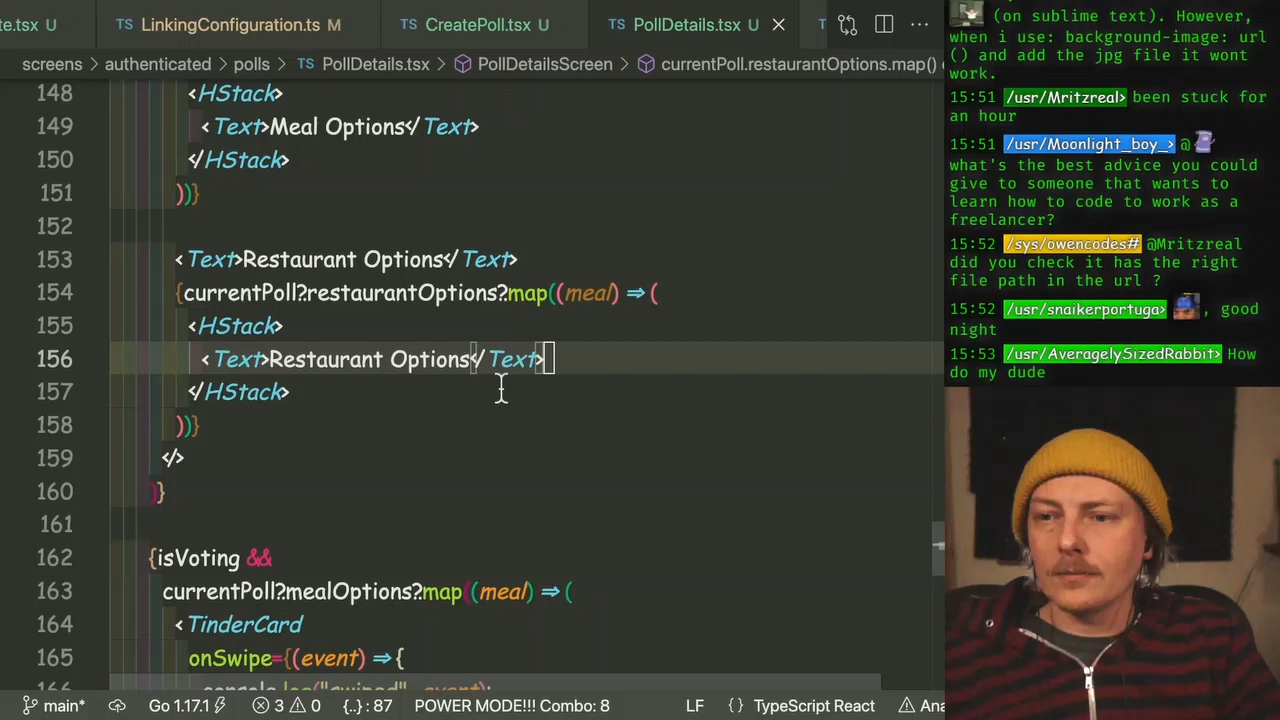 te.tsx U
TS LinkingConfiguration.ts M
TS CreatePoll.tsx U
TS PollDetails.tsx U
screens > authenticated > polls > TS PollDetails.tsx > PollDetailsScreen > currentPoll.restaurantOptions.map()
148 <HStack>
149 <Text>Meal Options</Text>
150 </HStack>
151 ))}
152
153 <Text>Restaurant Options</Text>
154 {currentPoll?.restaurantOptions?.map((meal) => (
155 <HStack>
156 <Text>Restaurant Options</Text>
157 </HStack>
158 ))}
159 </>
160 )}
161
162 {isVoting &&
163 currentPoll?.mealOptions?.map((meal) => (
164 <TinderCard
165 onSwipe={(event) => {
166 console.log("swiped", event);
main* Go 1.17.1 3 0 {..}: 87 POWER MODE!!! Combo: 8 LF {} TypeScript React Ana
(on sublime text). However,
when i use: background-image: url
() and add the jpg file it wont
work.
15:51 /usr/Mritzreal> been stuck for
an hour
15:51 /usr/Moonlight_boy_> @
what's the best advice you could
give to someone that wants to
learn how to code to work as a
freelancer?
15:52 /sys/owencodes# @Mritzreal
did you check it has the right
file path in the url ?
15:52 /usr/snaikerportuga> , good
night
15:53 /usr/AveragelySizedRabbit> How
do my dude